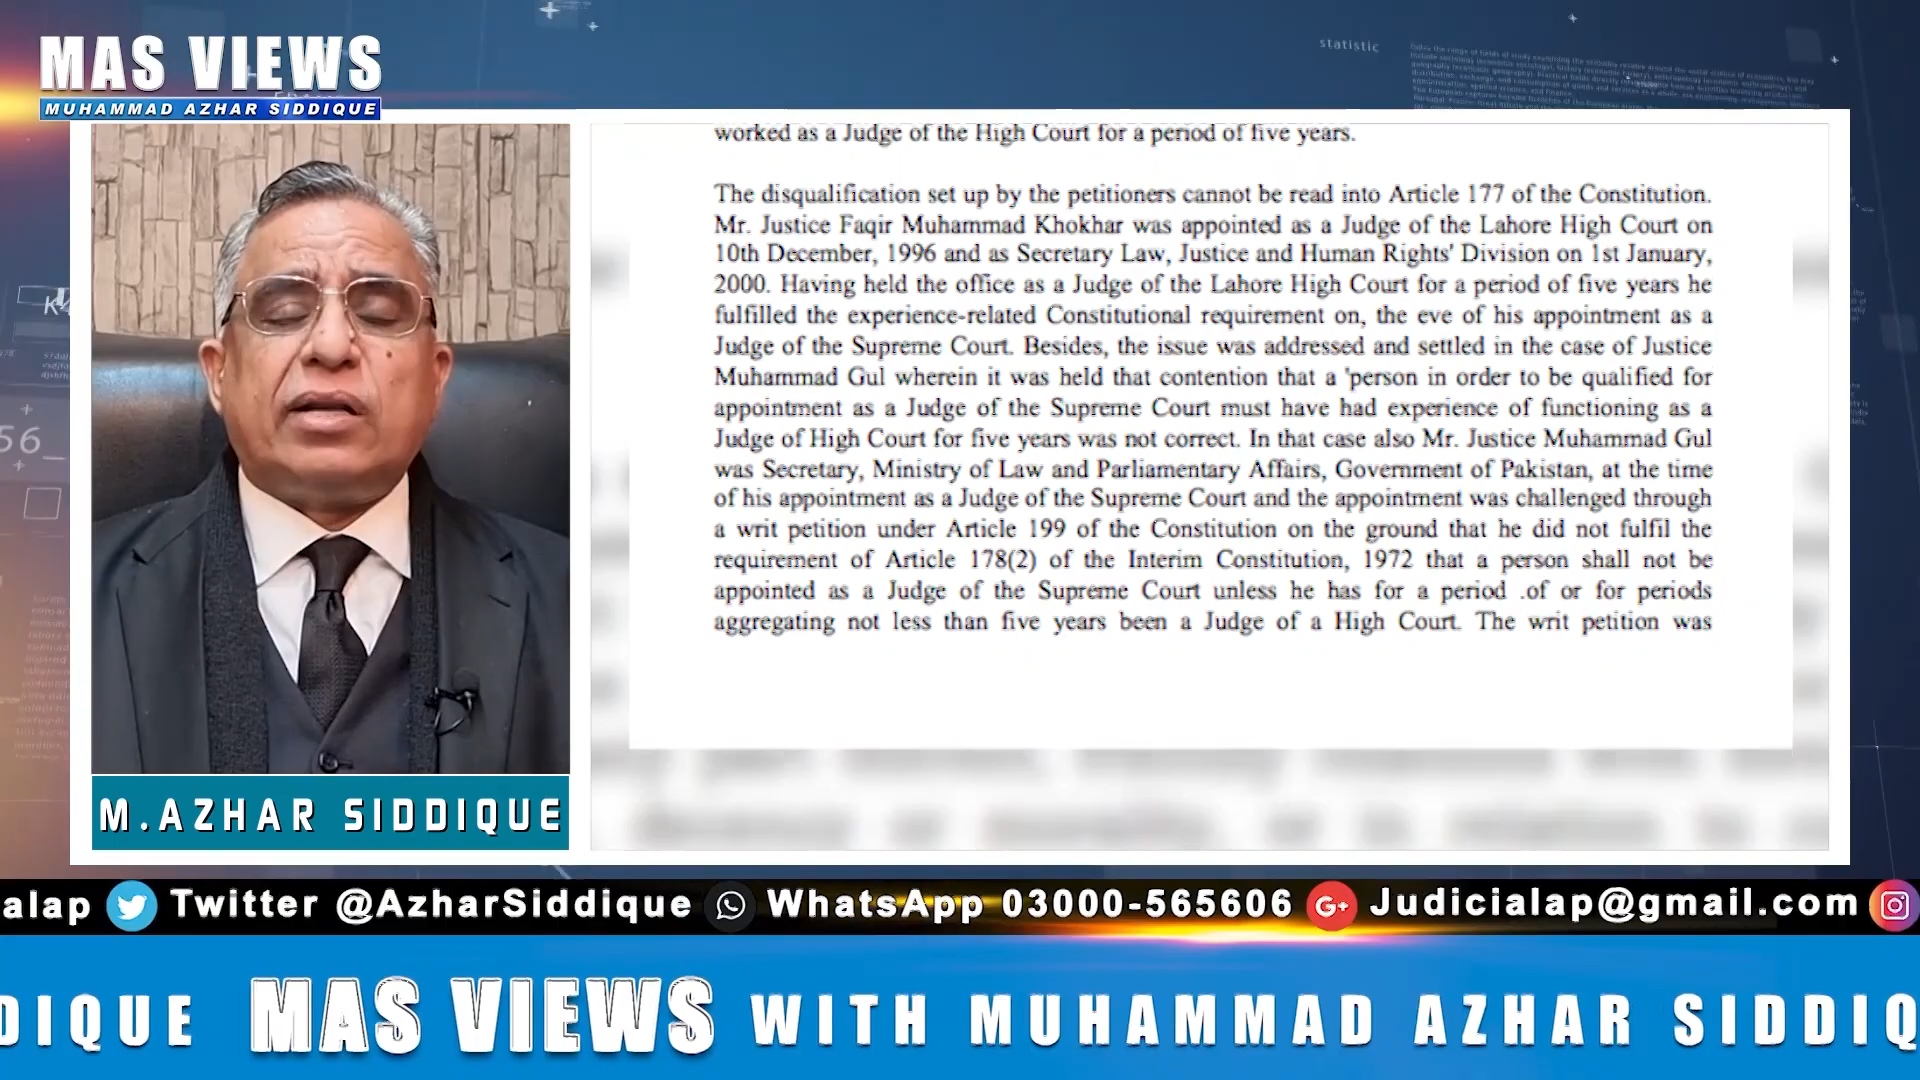 MAS VIEWS
MUHAMMAD AZHAR SIDDIQUE
statistic
worked as a Judge of the High Court for a period of five years.
The disqualification set up by the petitioners cannot be read into Article 177 of the Constitution.
Mr. Justice Faqir Muhammad Khokhar was appointed as a Judge of the Lahore High Court on
10th December, 1996 and as Secretary Law, Justice and Human Rights' Division on 1st January,
2000. Having held the office as a Judge of the Lahore High Court for a period of five years he
fulfilled the experience-related Constitutional requirement on, the eve of his appointment as a
Judge of the Supreme Court. Besides, the issue was addressed and settled in the case of Justice
Muhammad Gul wherein it was held that contention that a 'person in order to be qualified for
appointment as a Judge of the Supreme Court must have had experience of functioning as a
Judge of High Court for five years was not correct. In that case also Mr. Justice Muhammad Gul
was Secretary, Ministry of Law and Parliamentary Affairs, Government of Pakistan, at the time
of his appointment as a Judge of the Supreme Court and the appointment was challenged through
a writ petition under Article 199 of the Constitution on the ground that he did not fulfil the
requirement of Article 178(2) of the Interim Constitution, 1972 that a person shall not be
appointed as a Judge of the Supreme Court unless he has for a period .of or for periods
aggregating not less than five years been a Judge of a High Court. The writ petition was
56_
M.AZHAR SIDDIQUE
alap Twitter @AzharSiddique WhatsApp 03000-565606 G+ Judicialap@gmail.com
DIQUE MAS VIEWS WITH MUHAMMAD AZHAR SIDDIQ